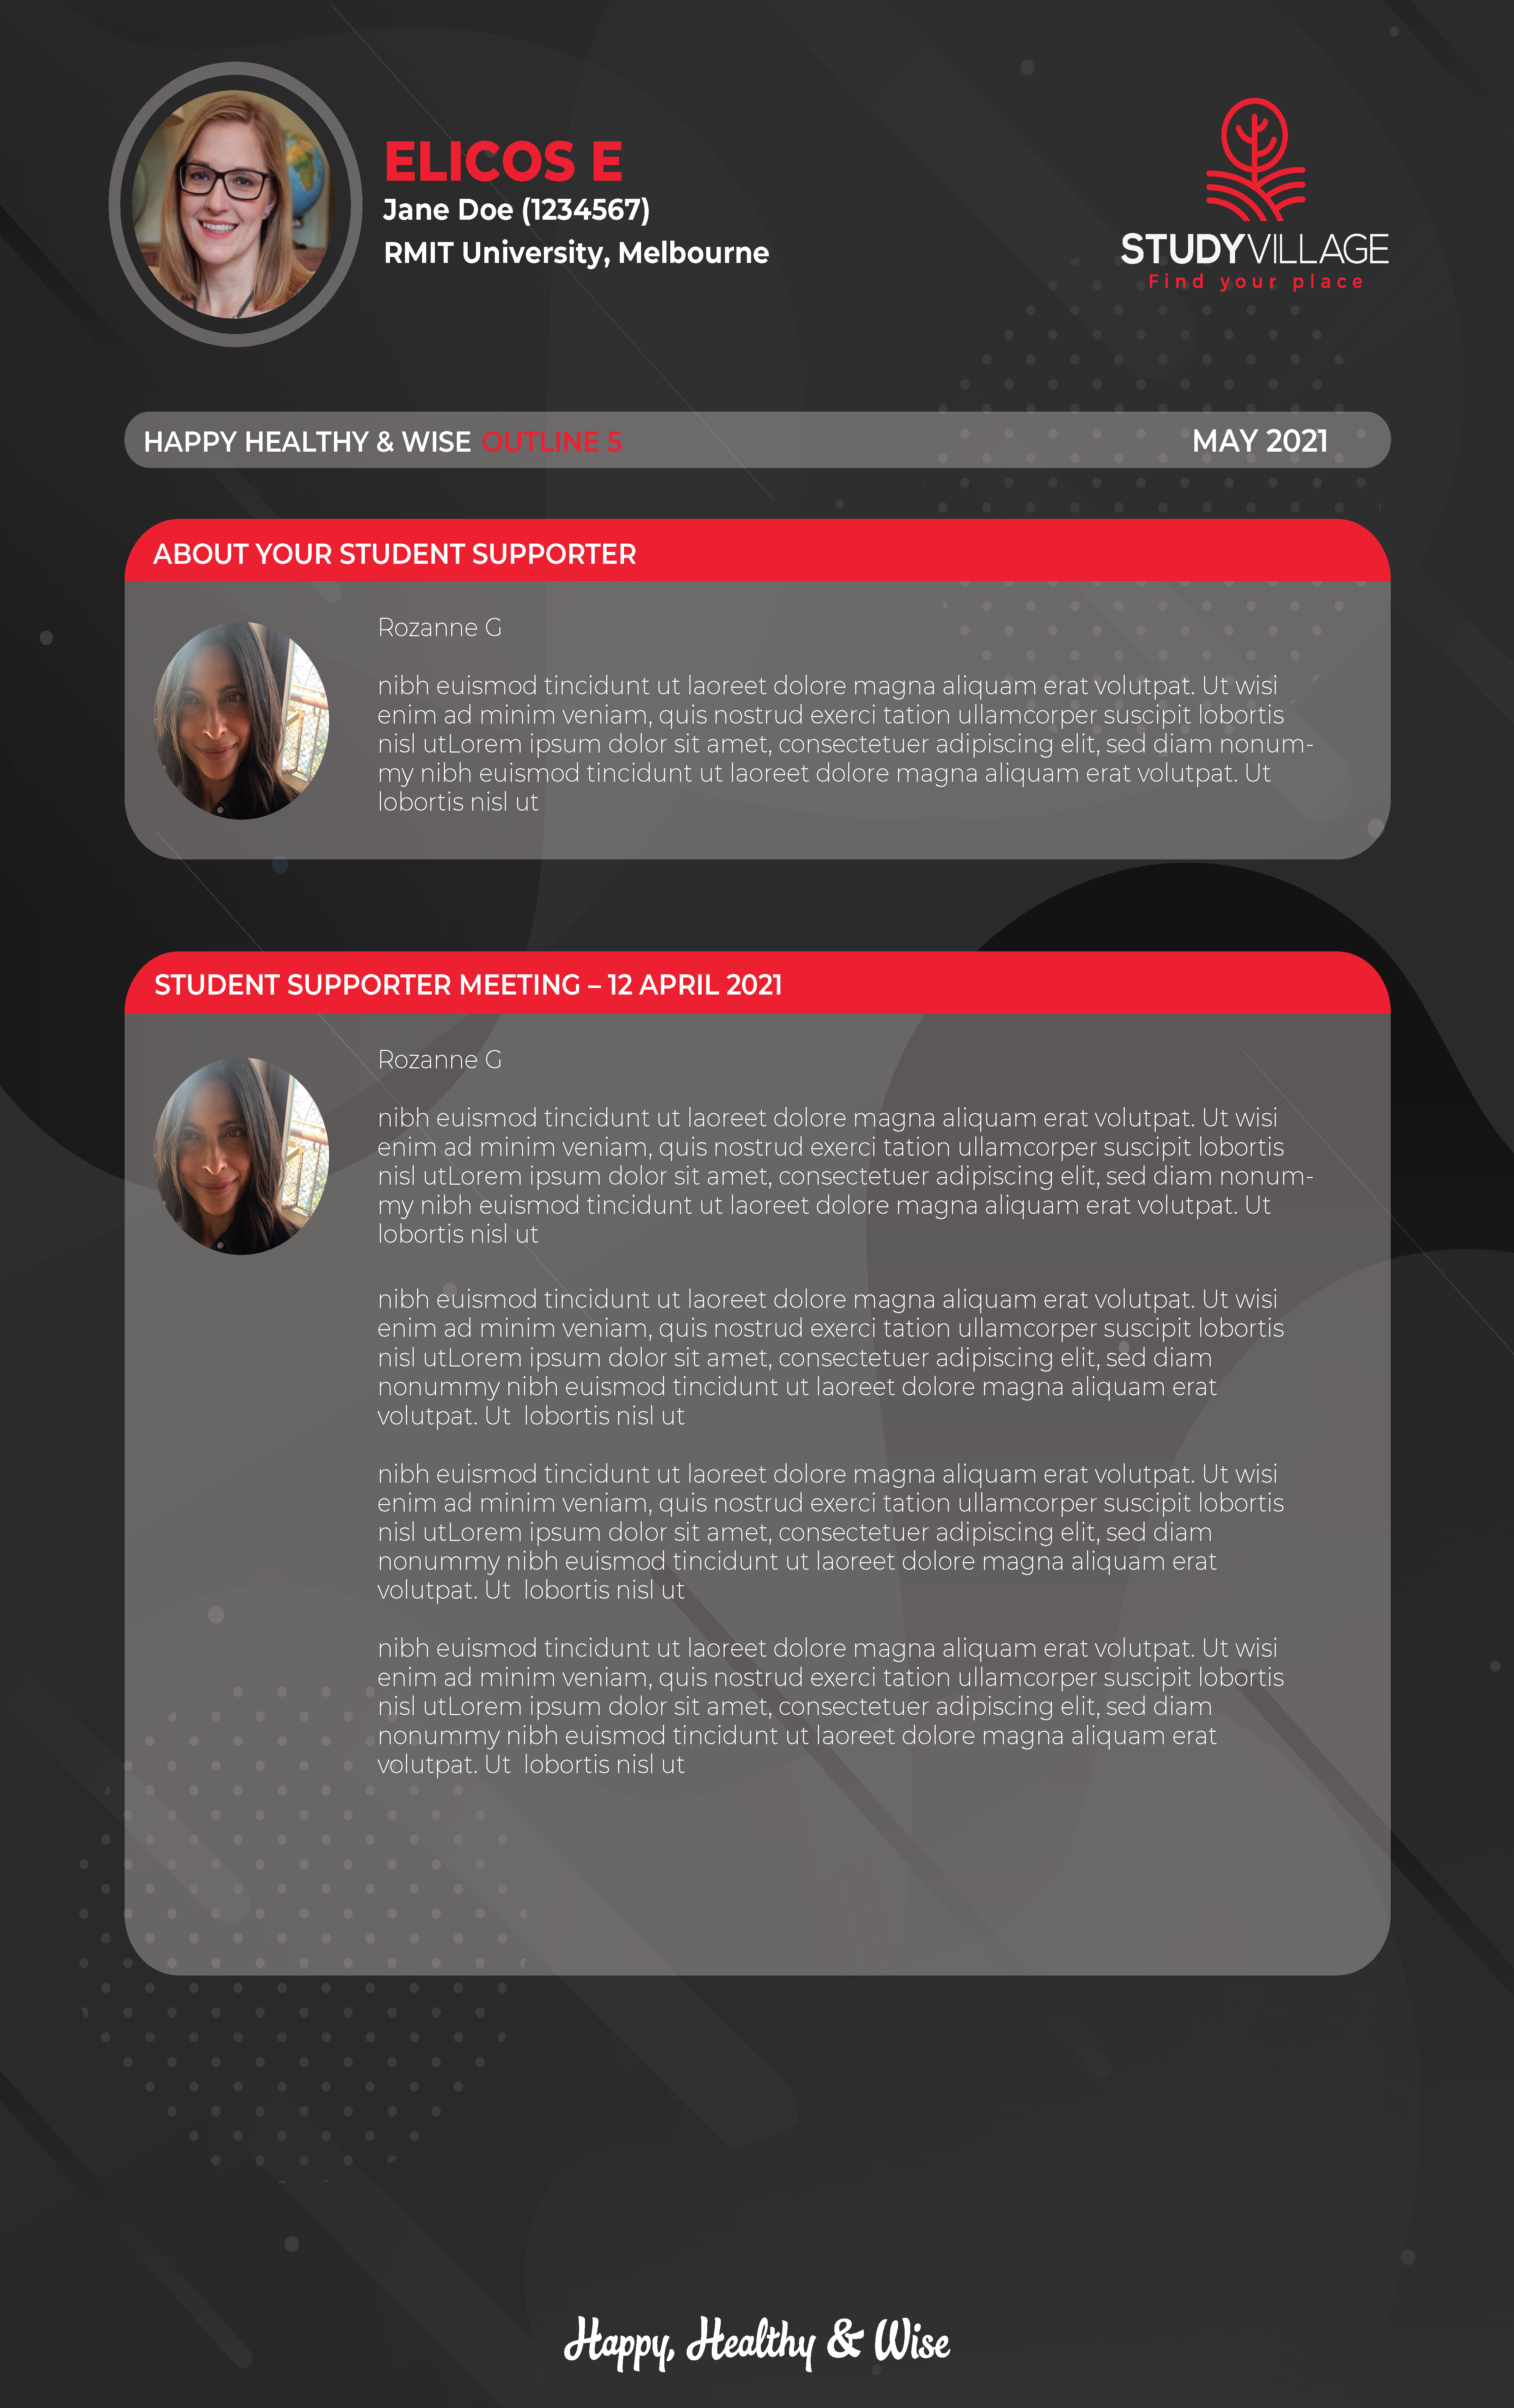 ELICOS E
Jane Doe (1234567)
RMIT University, Melbourne
STUDYVILLAGE
Find your place
HAPPY HEALTHY & WISE OUTLINE 5
MAY 2021
ABOUT YOUR STUDENT SUPPORTER
Rozanne G
nibh euismod tincidunt ut laoreet dolore magna aliquam erat volutpat. Ut wisi
enim ad minim veniam, quis nostrud exerci tation ullamcorper suscipit lobortis
nisl utLorem ipsum dolor sit amet, consectetuer adipiscing elit, sed diam nonum-
my nibh euismod tincidunt ut laoreet dolore magna aliquam erat volutpat. Ut
lobortis nisl ut
STUDENT SUPPORTER MEETING – 12 APRIL 2021
Rozanne G
nibh euismod tincidunt ut laoreet dolore magna aliquam erat volutpat. Ut wisi
enim ad minim veniam, quis nostrud exerci tation ullamcorper suscipit lobortis
nisl utLorem ipsum dolor sit amet, consectetuer adipiscing elit, sed diam nonum-
my nibh euismod tincidunt ut laoreet dolore magna aliquam erat volutpat. Ut
lobortis nisl ut
nibh euismod tincidunt ut laoreet dolore magna aliquam erat volutpat. Ut wisi
enim ad minim veniam, quis nostrud exerci tation ullamcorper suscipit lobortis
nisl utLorem ipsum dolor sit amet, consectetuer adipiscing elit, sed diam
nonummy nibh euismod tincidunt ut laoreet dolore magna aliquam erat
volutpat. Ut  lobortis nisl ut
nibh euismod tincidunt ut laoreet dolore magna aliquam erat volutpat. Ut wisi
enim ad minim veniam, quis nostrud exerci tation ullamcorper suscipit lobortis
nisl utLorem ipsum dolor sit amet, consectetuer adipiscing elit, sed diam
nonummy nibh euismod tincidunt ut laoreet dolore magna aliquam erat
volutpat. Ut  lobortis nisl ut
nibh euismod tincidunt ut laoreet dolore magna aliquam erat volutpat. Ut wisi
enim ad minim veniam, quis nostrud exerci tation ullamcorper suscipit lobortis
nisl utLorem ipsum dolor sit amet, consectetuer adipiscing elit, sed diam
nonummy nibh euismod tincidunt ut laoreet dolore magna aliquam erat
volutpat. Ut  lobortis nisl ut
Happy, Healthy & Wise